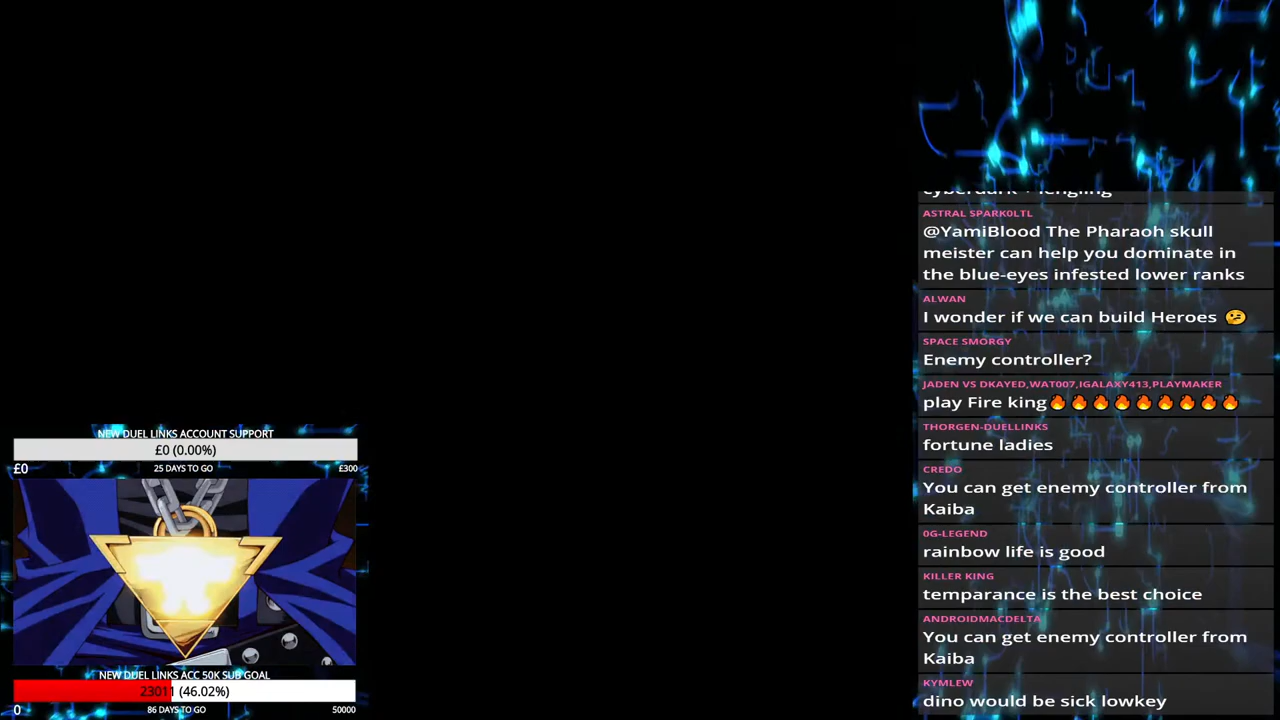 cyberdark + fengling
ASTRAL SPARK0LTL
@YamiBlood The Pharaoh skull
meister can help you dominate in
the blue-eyes infested lower ranks
ALWAN
I wonder if we can build Heroes 🤔
SPACE SMORGY
Enemy controller?
JADEN VS DKAYED,WAT007,IGALAXY413,PLAYMAKER
play Fire king🔥🔥🔥🔥🔥🔥🔥🔥🔥
THORGEN-DUELLINKS
fortune ladies
CREDO
You can get enemy controller from
Kaiba
0G-LEGEND
rainbow life is good
KILLER KING
temparance is the best choice
ANDROIDMACDELTA
You can get enemy controller from
Kaiba
KYMLEW
dino would be sick lowkey
NEW DUEL LINKS ACCOUNT SUPPORT
£0 (0.00%)
£0 25 DAYS TO GO £300
NEW DUEL LINKS ACC 50K SUB GOAL
23011 (46.02%)
0 86 DAYS TO GO 50000